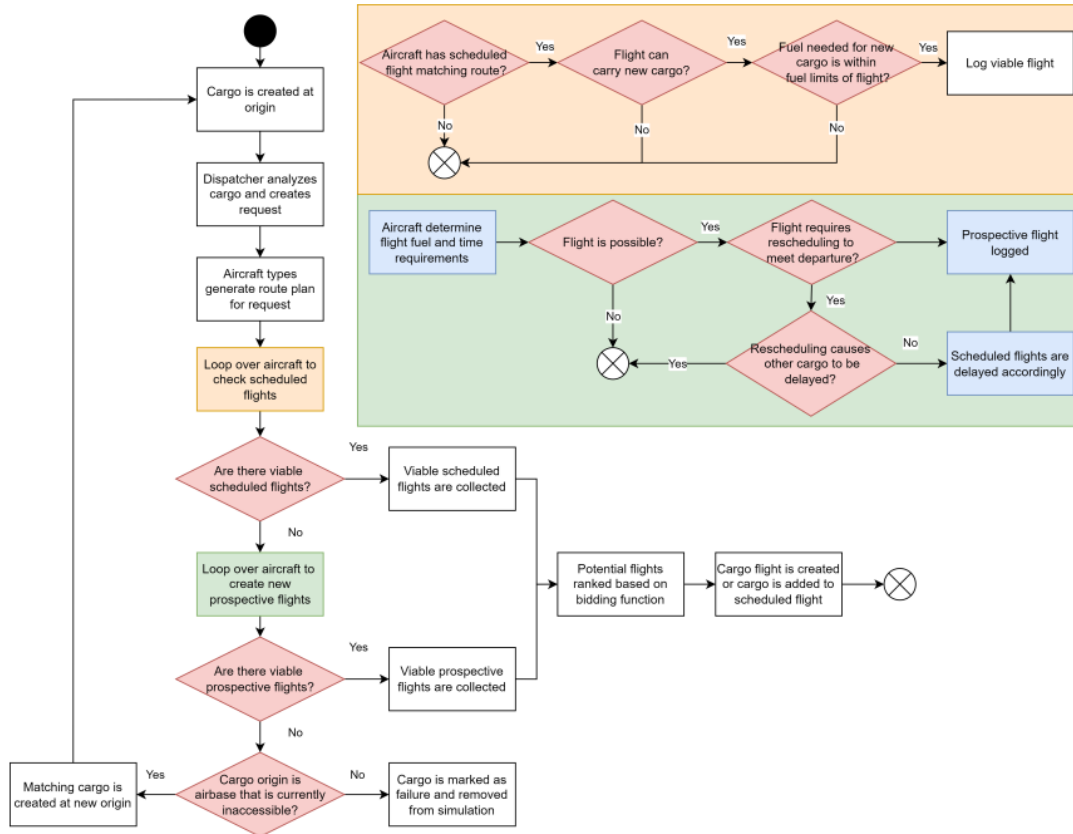 Cargo is created at
origin
Dispatcher analyzes
cargo and creates
request
Aircraft types
generate route plan
for request
Loop over aircraft to
check scheduled
flights
Are there viable
scheduled flights?
Yes
Viable scheduled
flights are collected
No
Loop over aircraft to
create new
prospective flights
Are there viable
prospective flights?
Yes
Viable prospective
flights are collected
No
Cargo origin is
airbase that is currently
inaccessible?
Yes
Matching cargo is
created at new origin
No
Cargo is marked as
failure and removed
from simulation
Potential flights
ranked based on
bidding function
Cargo flight is created
or cargo is added to
scheduled flight
Aircraft has scheduled
flight matching route?
Yes
No
Flight can
carry new cargo?
Yes
No
Fuel needed for new
cargo is within
fuel limits of flight?
Yes
No
Log viable flight
Aircraft determine
flight fuel and time
requirements
Flight is possible?
Yes
No
Flight requires
rescheduling to
meet departure?
Yes
Prospective flight
logged
Rescheduling causes
other cargo to be
delayed?
Yes
No
Scheduled flights are
delayed accordingly